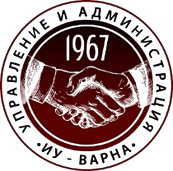 УПРАВЛЕНИЕ И АДМИНИСТРАЦИЯ
1967
•ИУ - ВАРНА•